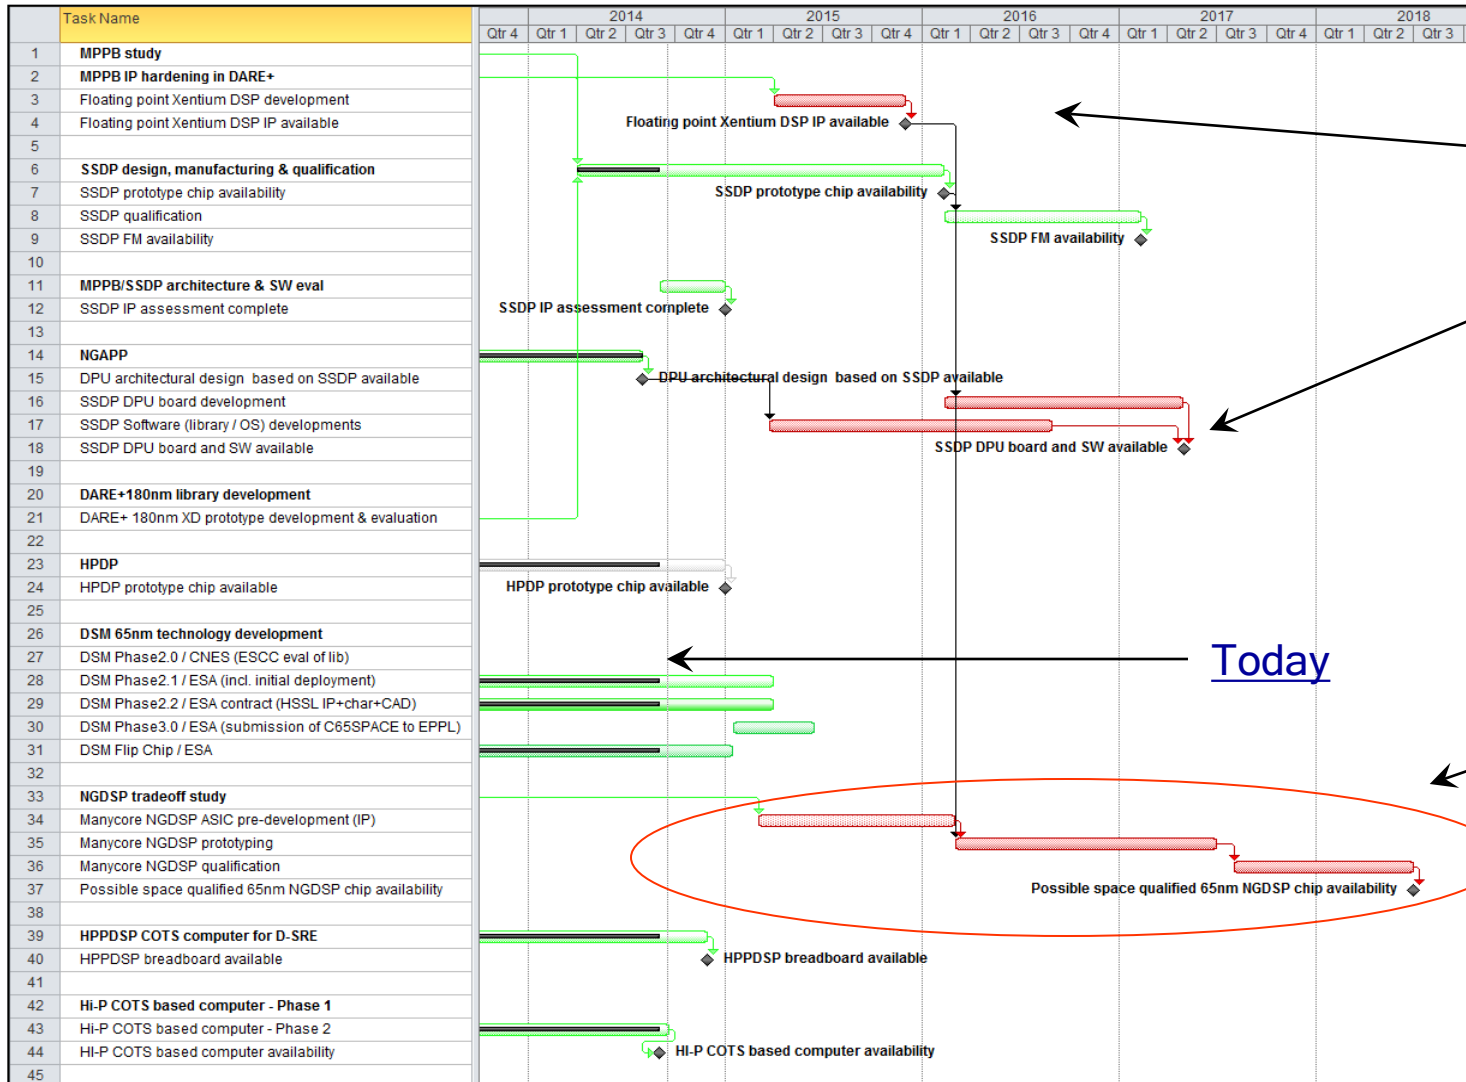 Task Name
2014 2015 2016 2017 2018
Qtr 4 Qtr 1 Qtr 2 Qtr 3 Qtr 4 Qtr 1 Qtr 2 Qtr 3 Qtr 4 Qtr 1 Qtr 2 Qtr 3 Qtr 4 Qtr 1 Qtr 2 Qtr 3 Qtr 4 Qtr 1 Qtr 2 Qtr 3
1 MPPB study
2 MPPB IP hardening in DARE+
3 Floating point Xentium DSP development
4 Floating point Xentium DSP IP available Floating point Xentium DSP IP available
5
6 SSDP design, manufacturing & qualification
7 SSDP prototype chip availability SSDP prototype chip availability
8 SSDP qualification
9 SSDP FM availability SSDP FM availability
10
11 MPPB/SSDP architecture & SW eval
12 SSDP IP assessment complete SSDP IP assessment complete
13
14 NGAPP
15 DPU architectural design based on SSDP available DPU architectural design based on SSDP available
16 SSDP DPU board development
17 SSDP Software (library / OS) developments
18 SSDP DPU board and SW available SSDP DPU board and SW available
19
20 DARE+180nm library development
21 DARE+ 180nm XD prototype development & evaluation
22
23 HPDP
24 HPDP prototype chip available HPDP prototype chip available
25
26 DSM 65nm technology development
27 DSM Phase2.0 / CNES (ESCC eval of lib) Today
28 DSM Phase2.1 / ESA (incl. initial deployment)
29 DSM Phase2.2 / ESA contract (HSSL IP+char+CAD)
30 DSM Phase3.0 / ESA (submission of C65SPACE to EPPL)
31 DSM Flip Chip / ESA
32
33 NGDSP tradeoff study
34 Manycore NGDSP ASIC pre-development (IP)
35 Manycore NGDSP prototyping
36 Manycore NGDSP qualification
37 Possible space qualified 65nm NGDSP chip availability Possible space qualified 65nm NGDSP chip availability
38
39 HPPDSP COTS computer for D-SRE
40 HPPDSP breadboard available HPPDSP breadboard available
41
42 Hi-P COTS based computer - Phase 1
43 Hi-P COTS based computer - Phase 2
44 HI-P COTS based computer availability HI-P COTS based computer availability
45